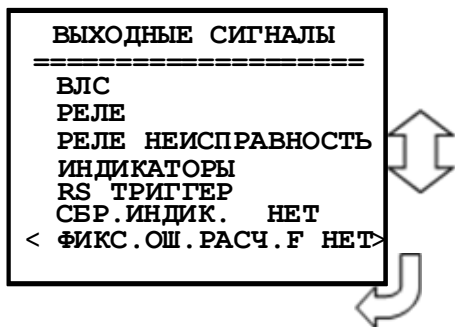 ВЫХОДНЫЕ СИГНАЛЫ
====================
ВЛС
РЕЛЕ
РЕЛЕ НЕИСПРАВНОСТЬ
ИНДИКАТОРЫ
RS ТРИГГЕР
СБР.ИНДИК. НЕТ
< ФИКС.ОШ.РАСЧ.F НЕТ>